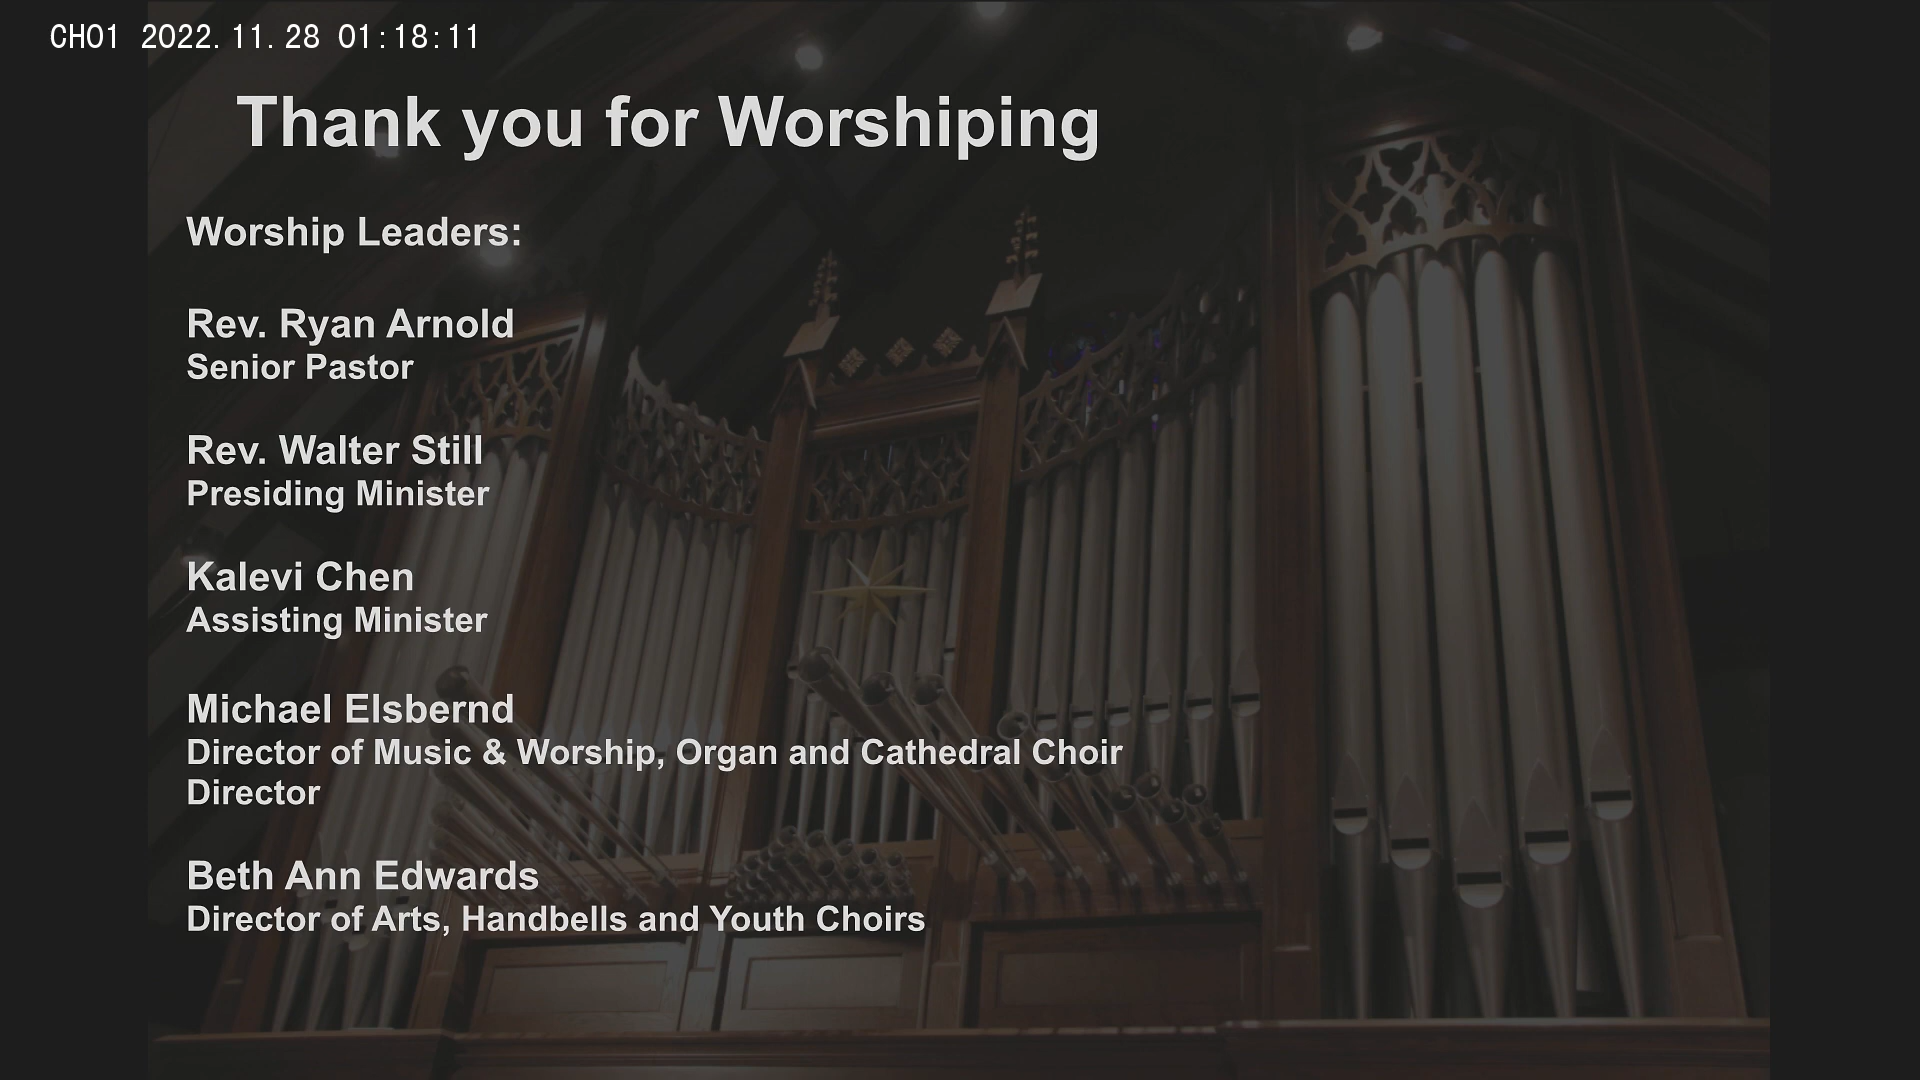 CH01 2022.11.28 01:18:11
Thank you for Worshiping
Worship Leaders:
Rev. Ryan Arnold
Senior Pastor
Rev. Walter Still
Presiding Minister
Kalevi Chen
Assisting Minister
Michael Elsbernd
Director of Music & Worship, Organ and Cathedral Choir
Director
Beth Ann Edwards
Director of Arts, Handbells and Youth Choirs